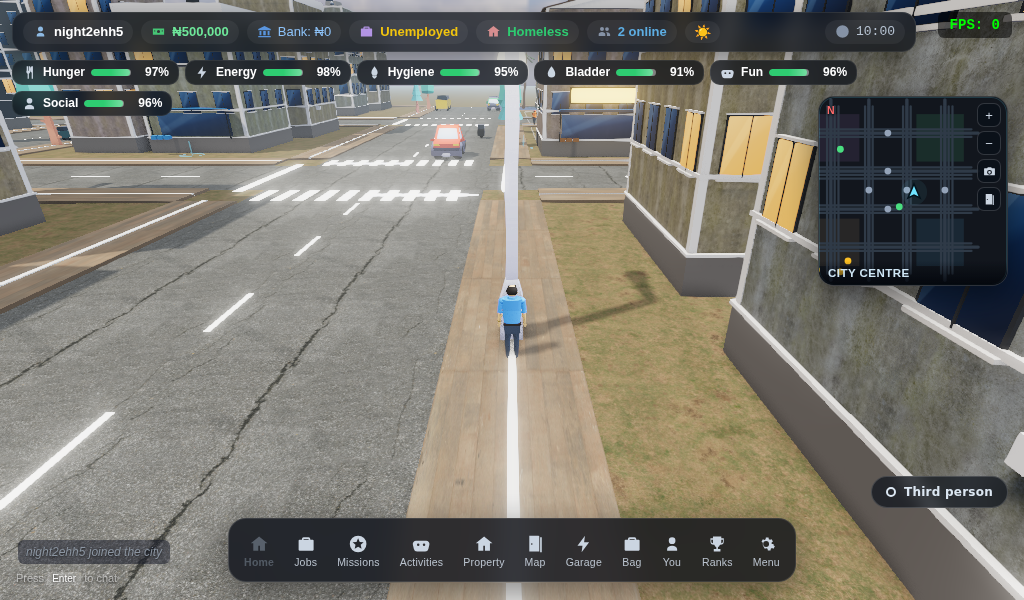 night2ehh5 ₦500,000 Bank: ₦0 Unemployed Homeless 2 online 10:00 FPS: 0
Hunger 97% Energy 98% Hygiene 95% Bladder 91% Fun 96%
Social 96%
N
+
−
CITY CENTRE
Third person
night2ehh5 joined the city
Press Enter to chat
Home Jobs Missions Activities Property Map Garage Bag You Ranks Menu